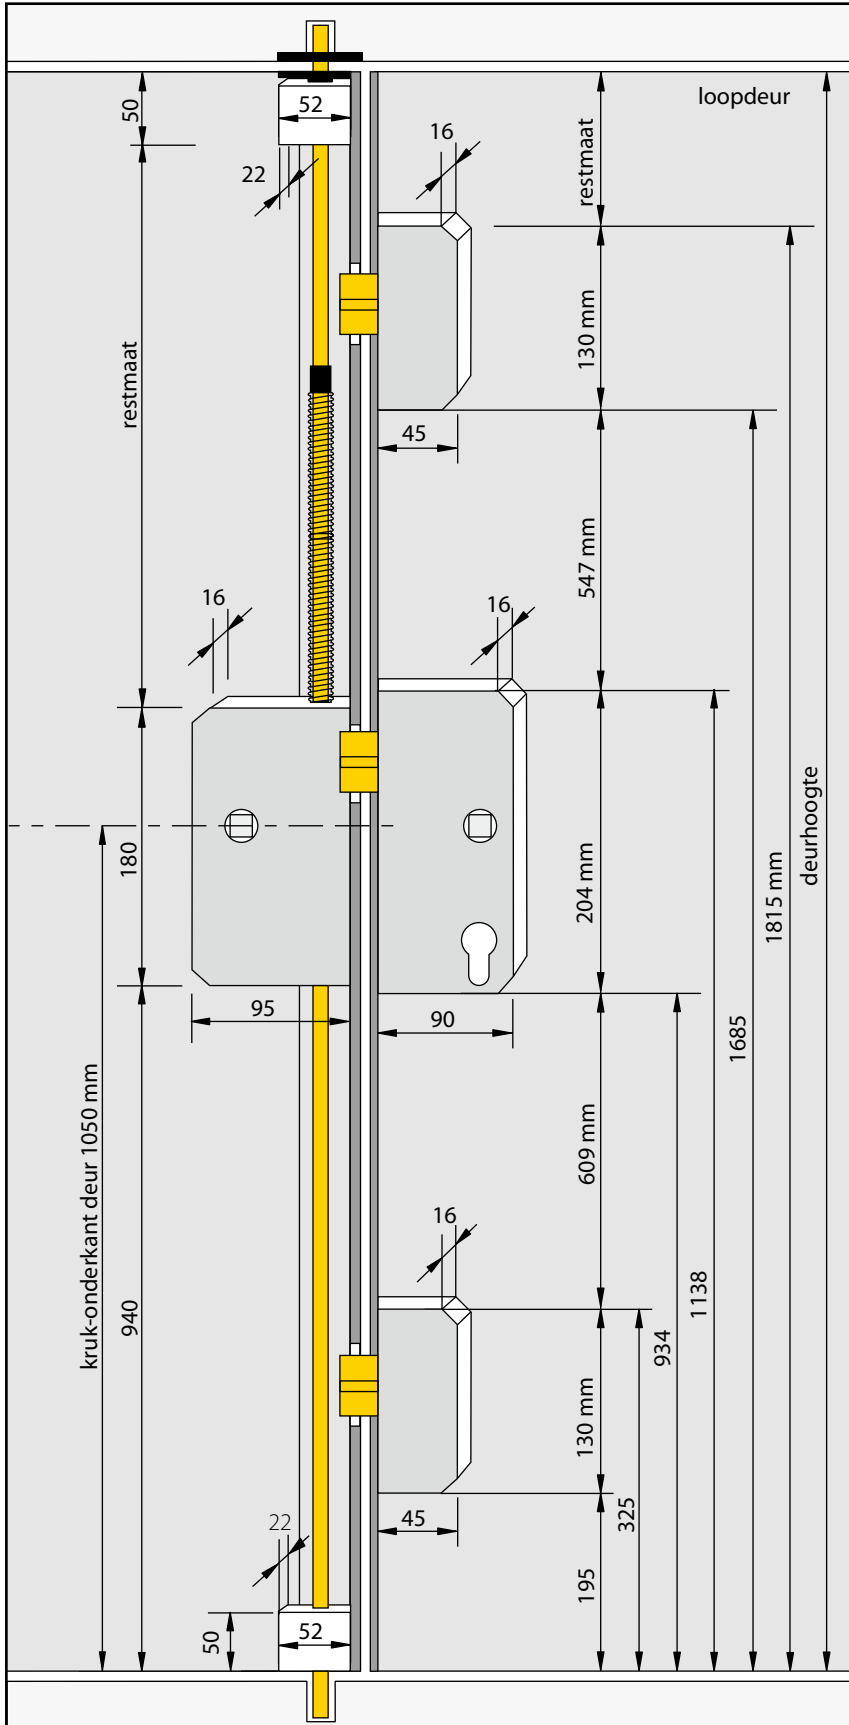 loopdeur
50
52
16
22
restmaat
restmaat
130 mm
45
547 mm
16
16
180
204 mm
deurhoogte
1815 mm
95
90
1685
kruk-onderkant deur 1050 mm
940
609 mm
16
1138
934
130 mm
325
45
22
195
50
52